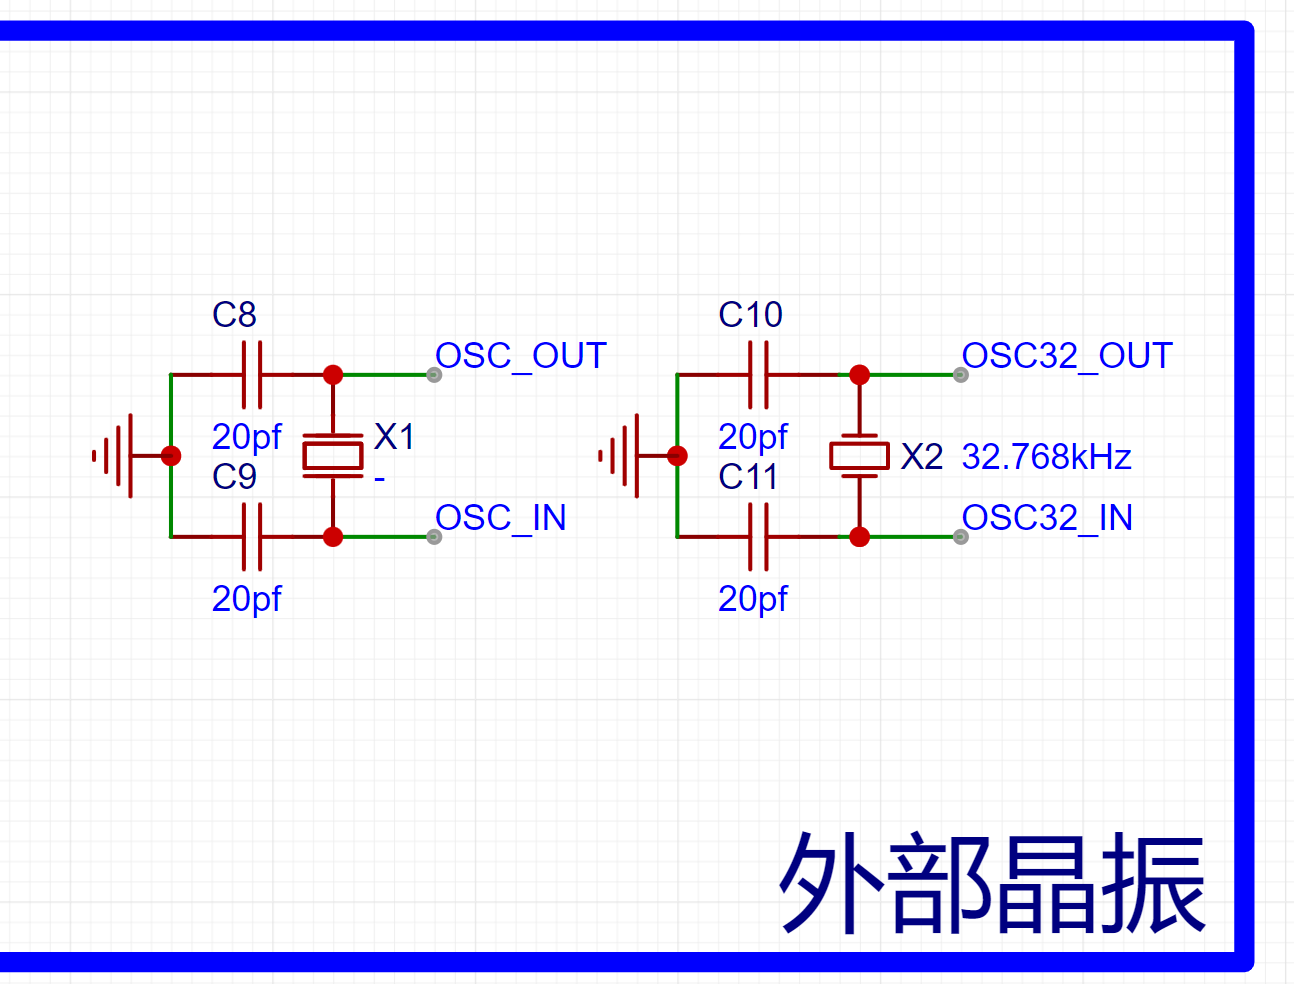 C8
OSC_OUT
20pf
X1
C9
-
OSC_IN
20pf
C10
OSC32_OUT
20pf
X2 32.768kHz
C11
OSC32_IN
20pf
外部晶振